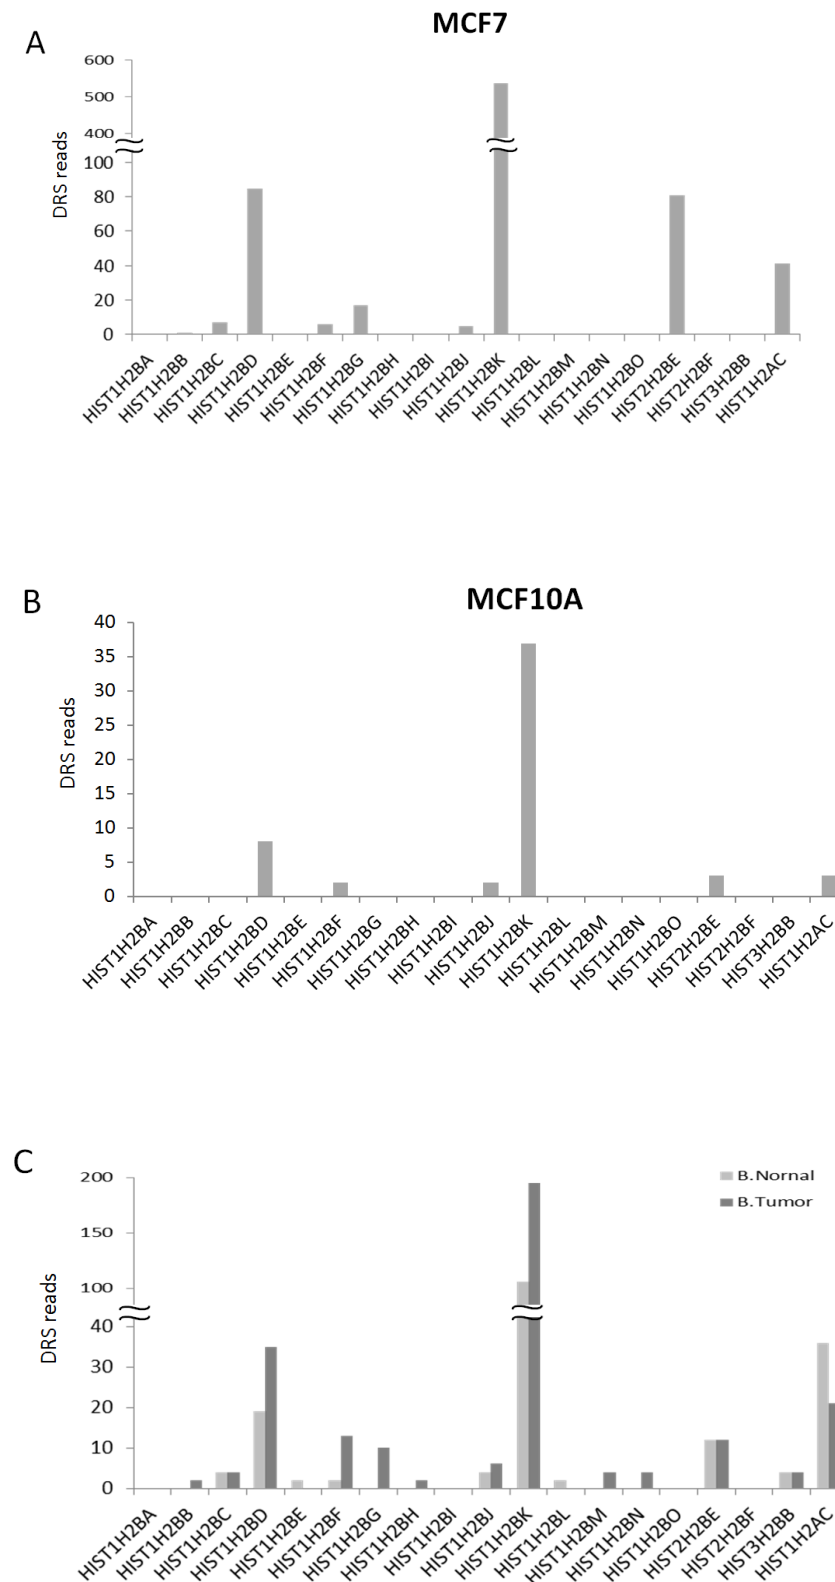 A
MCF7
DRS reads
600
500
400
100
80
60
40
20
0
HIST1H2BA
HIST1H2BB
HIST1H2BC
HIST1H2BD
HIST1H2BE
HIST1H2BF
HIST1H2BG
HIST1H2BH
HIST1H2BI
HIST1H2BJ
HIST1H2BK
HIST1H2BL
HIST1H2BM
HIST1H2BN
HIST1H2BO
HIST2H2BE
HIST2H2BF
HIST3H2BB
HIST1H2AC
B
MCF10A
DRS reads
40
35
30
25
20
15
10
5
0
HIST1H2BA
HIST1H2BB
HIST1H2BC
HIST1H2BD
HIST1H2BE
HIST1H2BF
HIST1H2BG
HIST1H2BH
HIST1H2BI
HIST1H2BJ
HIST1H2BK
HIST1H2BL
HIST1H2BM
HIST1H2BN
HIST1H2BO
HIST2H2BE
HIST2H2BF
HIST3H2BB
HIST1H2AC
C
B.Nornal
B.Tumor
DRS reads
200
150
100
40
30
20
10
0
HIST1H2BA
HIST1H2BB
HIST1H2BC
HIST1H2BD
HIST1H2BE
HIST1H2BF
HIST1H2BG
HIST1H2BH
HIST1H2BI
HIST1H2BJ
HIST1H2BK
HIST1H2BL
HIST1H2BM
HIST1H2BN
HIST1H2BO
HIST2H2BE
HIST2H2BF
HIST3H2BB
HIST1H2AC